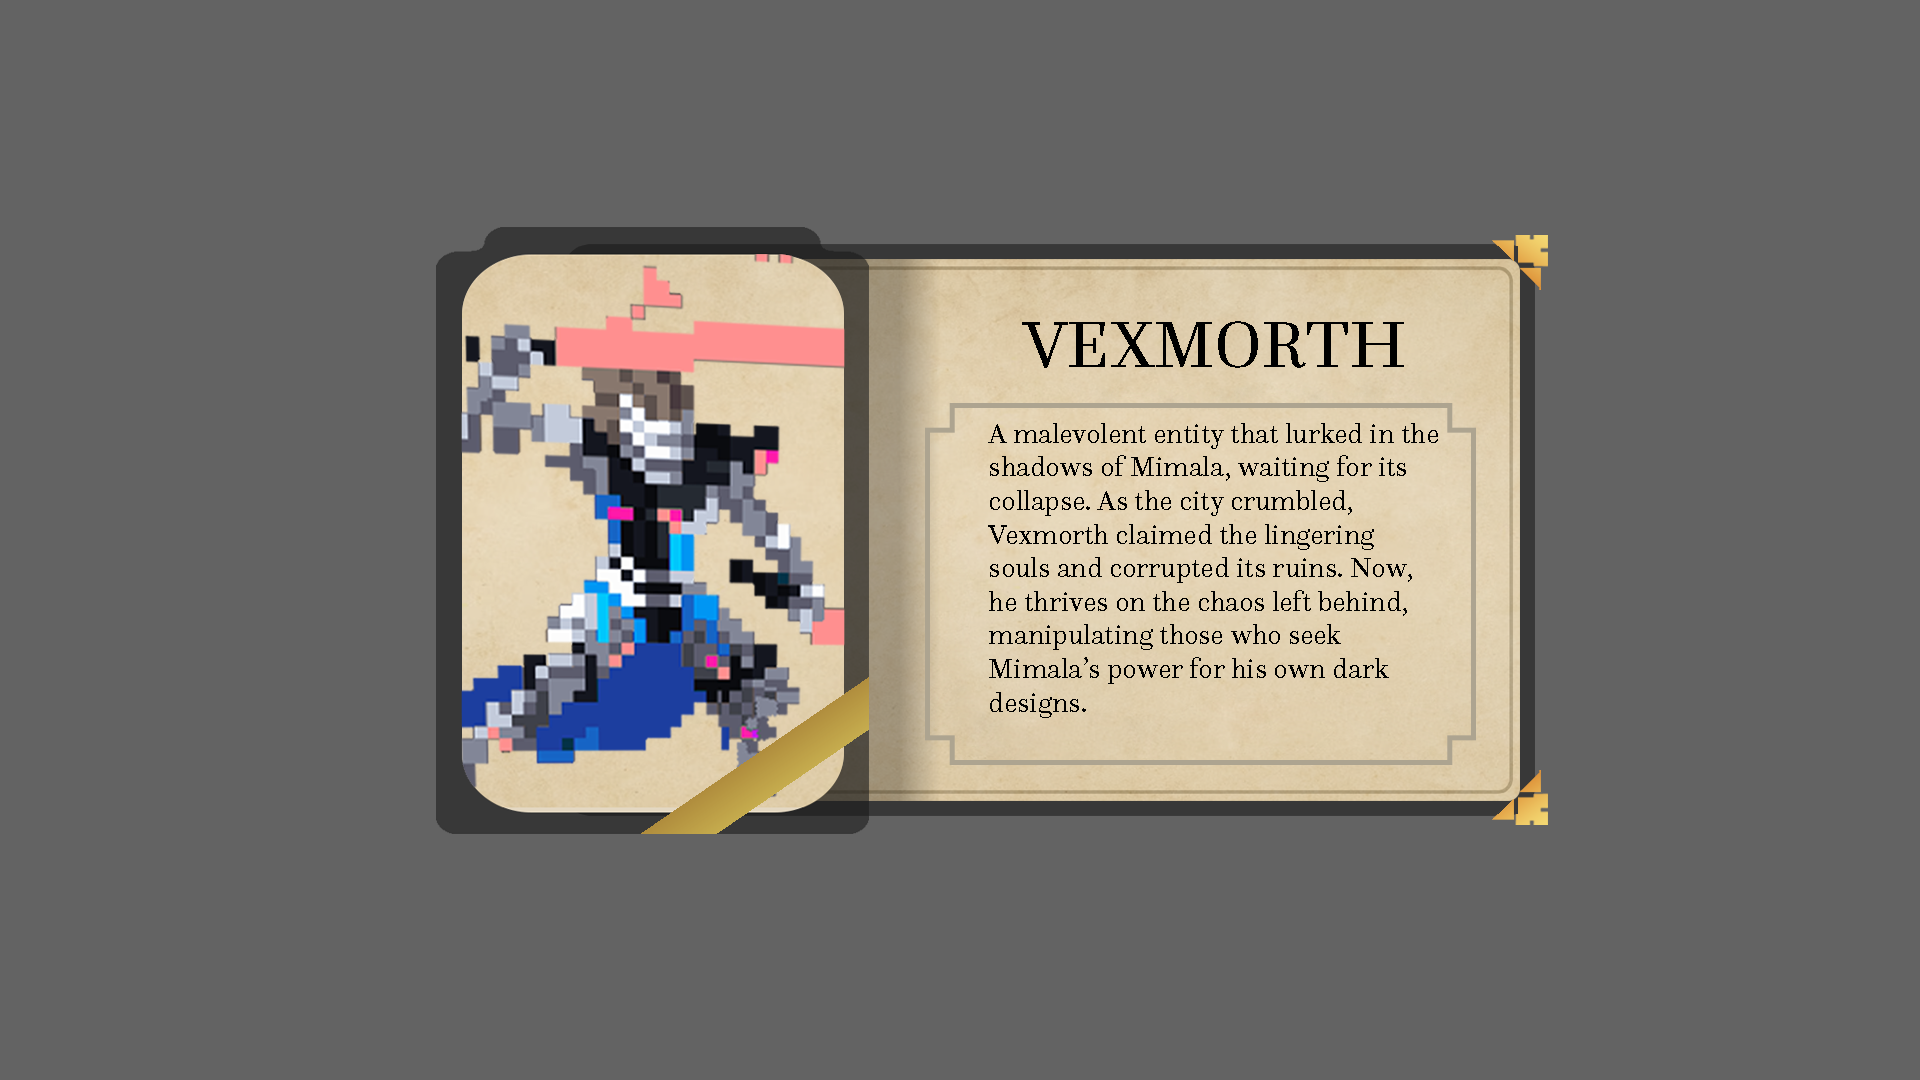 VEXMORTH
A malevolent entity that lurked in the
shadows of Mimala, waiting for its
collapse. As the city crumbled,
Vexmorth claimed the lingering
souls and corrupted its ruins. Now,
he thrives on the chaos left behind,
manipulating those who seek
Mimala’s power for his own dark
designs.